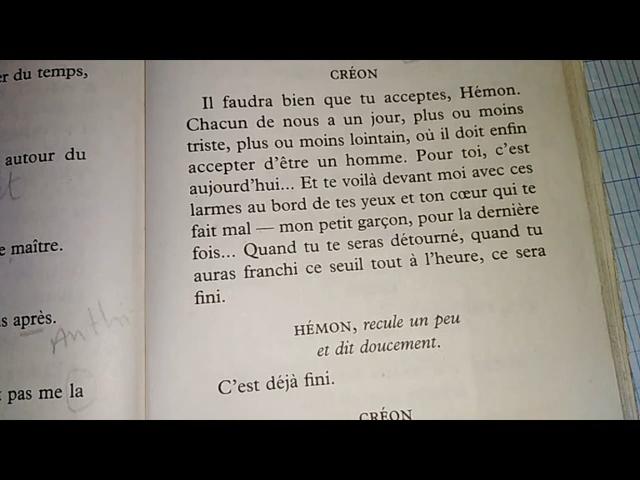 er du temps,
autour du
e maître.
s après.
Anthi
pas me la
CRÉON
Il faudra bien que tu acceptes, Hémon.
Chacun de nous a un jour, plus ou moins
triste, plus ou moins lointain, où il doit enfin
accepter d'être un homme. Pour toi, c'est
aujourd'hui... Et te voilà devant moi avec ces
larmes au bord de tes yeux et ton cœur qui te
fait mal — mon petit garçon, pour la dernière
fois... Quand tu te seras détourné, quand tu
auras franchi ce seuil tout à l'heure, ce sera
fini.
HÉMON, recule un peu
et dit doucement.
C'est déjà fini.
CRÉON